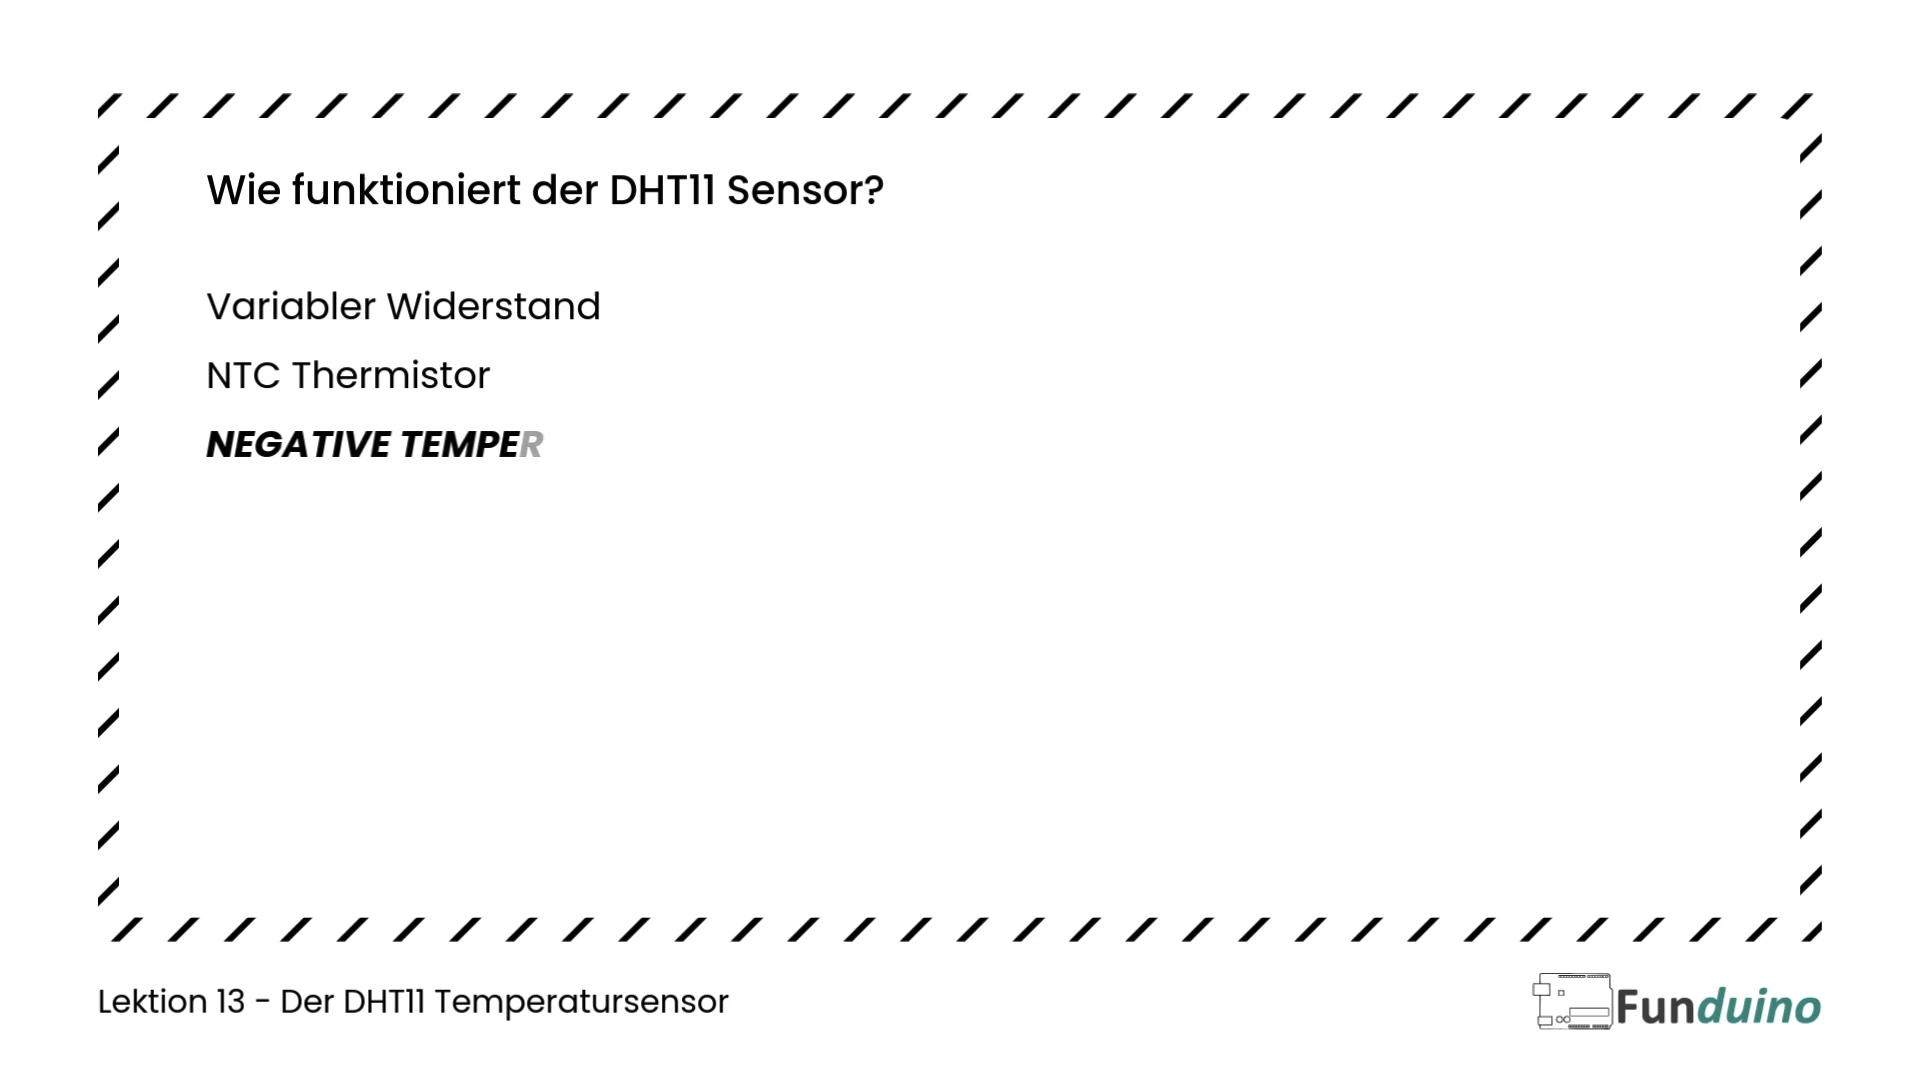 Wie funktioniert der DHT11 Sensor?
Variabler Widerstand
NTC Thermistor
NEGATIVE TEMPER
Lektion 13 - Der DHT11 Temperatursensor
Funduino